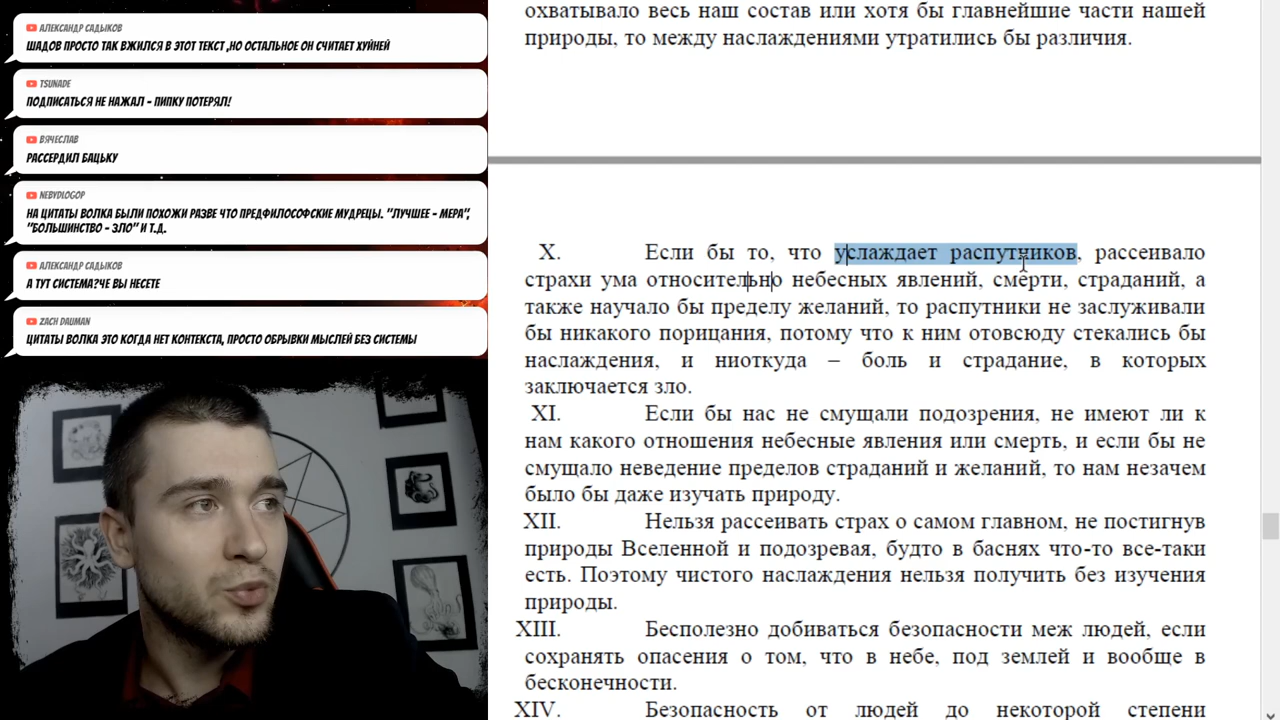 АЛЕКСАНДР САДЫКОВ
ШАДОВ ПРОСТО ТАК ВЖИЛСЯ В ЭТОТ ТЕКСТ ,НО ОСТАЛЬНОЕ ОН СЧИТАЕТ ХУЙНЕЙ
TSUNADE
ПОДПИСАТЬСЯ НЕ НАЖАЛ - ПИПКУ ПОТЕРЯЛ!
ВЯЧЕСЛАВ
РАССЕРДИЛ БАЦЬКУ
NEBYDLOGOP
НА ЦИТАТЫ ВОЛКА БЫЛИ ПОХОЖИ РАЗВЕ ЧТО ПРЕДФИЛОСОФСКИЕ МУДРЕЦЫ. "ЛУЧШЕЕ - МЕРА",
"БОЛЬШИНСТВО - ЗЛО" И Т.Д.
АЛЕКСАНДР САДЫКОВ
А ТУТ СИСТЕМА?ЧЕ ВЫ НЕСЕТЕ
ZACH DAUMAN
ЦИТАТЫ ВОЛКА ЭТО КОГДА НЕТ КОНТЕКСТА, ПРОСТО ОБРЫВКИ МЫСЛЕЙ БЕЗ СИСТЕМЫ
охватывало весь наш состав или хотя бы главнейшие части нашей
природы, то между наслаждениями утратились бы различия.
X. Если бы то, что услаждает распутников, рассеивало
страхи ума относительно небесных явлений, смерти, страданий, а
также научало бы пределу желаний, то распутники не заслуживали
бы никакого порицания, потому что к ним отовсюду стекались бы
наслаждения, и ниоткуда – боль и страдание, в которых
заключается зло.
XI. Если бы нас не смущали подозрения, не имеют ли к
нам какого отношения небесные явления или смерть, и если бы не
смущало неведение пределов страданий и желаний, то нам незачем
было бы даже изучать природу.
XII. Нельзя рассеивать страх о самом главном, не постигнув
природы Вселенной и подозревая, будто в баснях что-то все-таки
есть. Поэтому чистого наслаждения нельзя получить без изучения
природы.
XIII. Бесполезно добиваться безопасности меж людей, если
сохранять опасения о том, что в небе, под землей и вообще в
бесконечности.
XIV. Безопасность от людей до некоторой степени